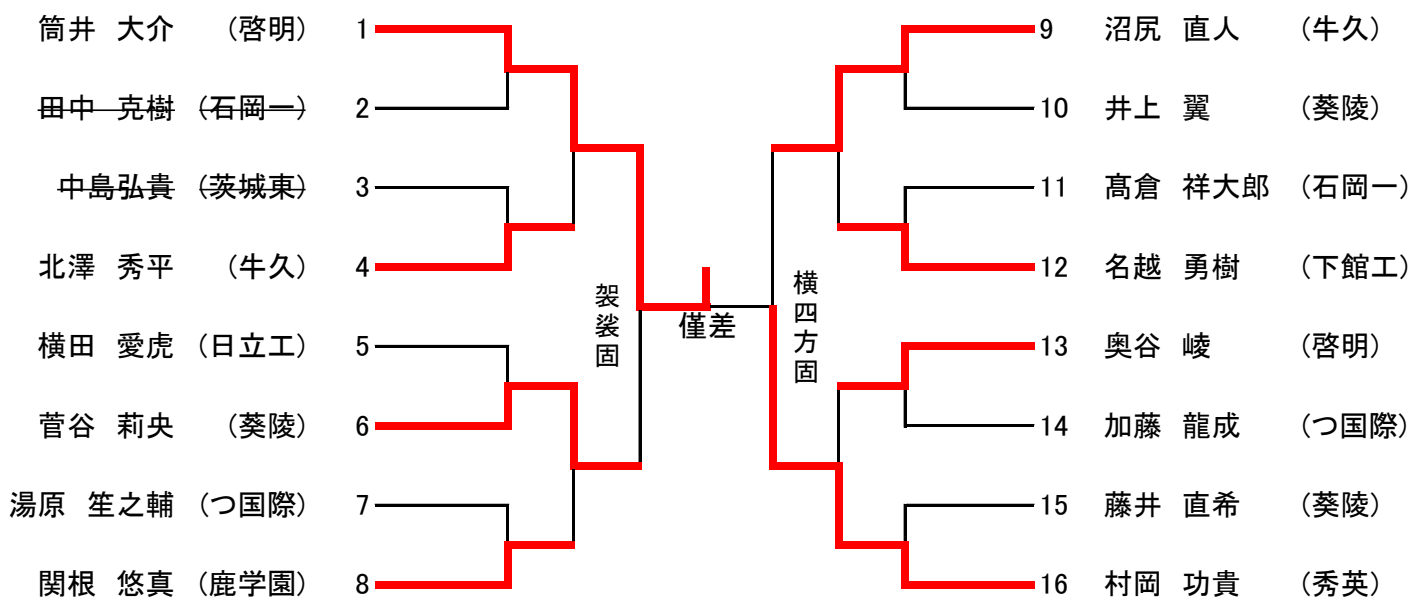 筒井 大介 (啓明) 1
田中 克樹 (石岡一) 2
中島弘貴 (茨城東) 3
北澤 秀平 (牛久) 4
横田 愛虎 (日立工) 5
菅谷 莉央 (葵陵) 6
湯原 笙之輔 (つ国際) 7
関根 悠真 (鹿学園) 8
袈裟固
僅差
横四方固
9 沼尻 直人 (牛久)
10 井上 翼 (葵陵)
11 髙倉 祥大郎 (石岡一)
12 名越 勇樹 (下館工)
13 奥谷 崚 (啓明)
14 加藤 龍成 (つ国際)
15 藤井 直希 (葵陵)
16 村岡 功貴 (秀英)